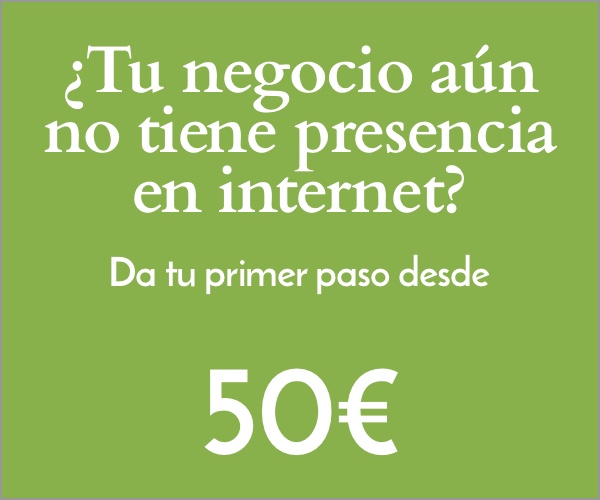 ¿Tu negocio aún
no tiene presencia
en internet?
Da tu primer paso desde
50€